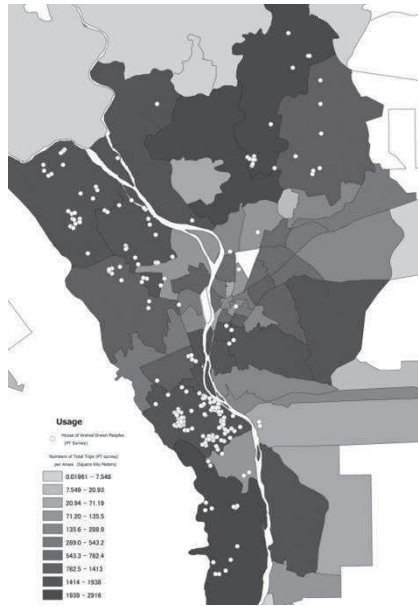 Usage
House of Animal Drawn Peoples
(PT Survey)
Numbers of Total Trips (PT survey)
per Areas (Square Kilo Meters)
0.01961 - 7.548
7.549 - 20.93
20.94 - 71.19
71.20 - 135.5
135.6 - 288.9
289.0 - 543.2
543.3 - 782.4
782.5 - 1413
1414 - 1938
1939 - 2916